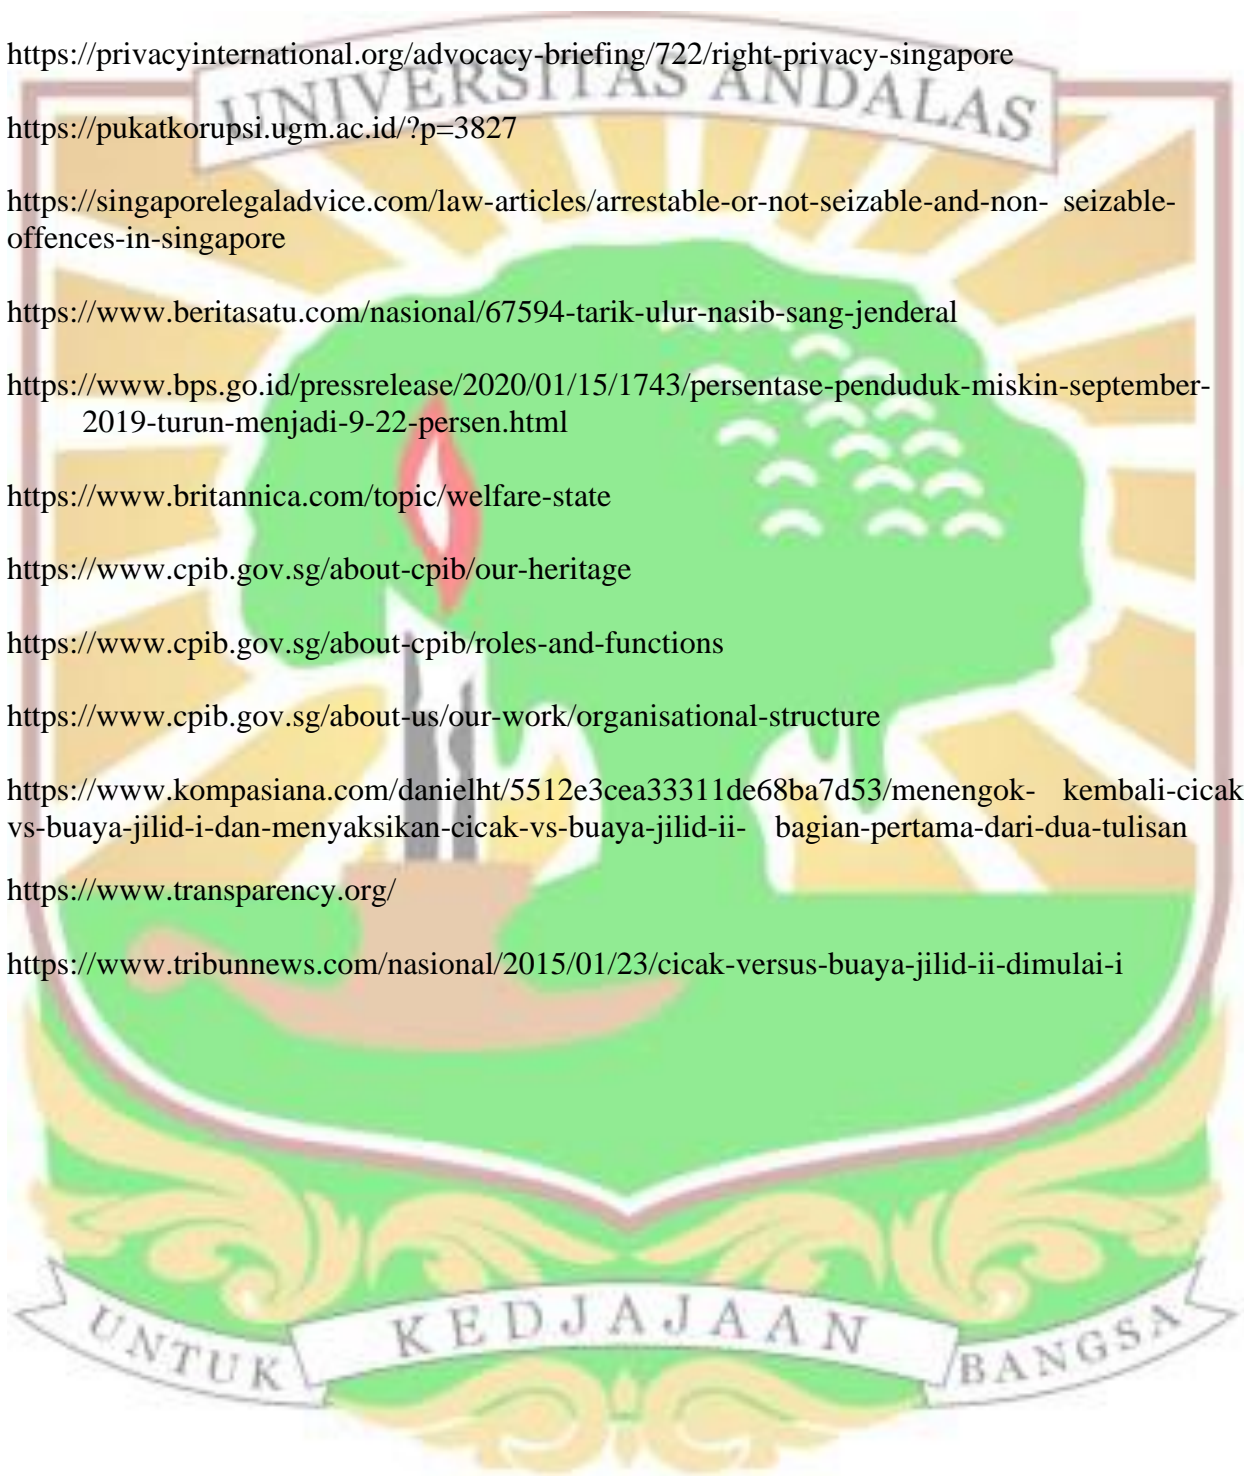 https://privacyinternational.org/advocacy-briefing/722/right-privacy-singapore
UNIVERSITAS ANDALAS
https://pukatkorupsi.ugm.ac.id/?p=3827
https://singaporelegaladvice.com/law-articles/arrestable-or-not-seizable-and-non- seizable-
offences-in-singapore
https://www.beritasatu.com/nasional/67594-tarik-ulur-nasib-sang-jenderal
https://www.bps.go.id/pressrelease/2020/01/15/1743/persentase-penduduk-miskin-september-
2019-turun-menjadi-9-22-persen.html
https://www.britannica.com/topic/welfare-state
https://www.cpib.gov.sg/about-cpib/our-heritage
https://www.cpib.gov.sg/about-cpib/roles-and-functions
https://www.cpib.gov.sg/about-us/our-work/organisational-structure
https://www.kompasiana.com/danielht/5512e3cea33311de68ba7d53/menengok- kembali-cicak
vs-buaya-jilid-i-dan-menyaksikan-cicak-vs-buaya-jilid-ii- bagian-pertama-dari-dua-tulisan
https://www.transparency.org/
https://www.tribunnews.com/nasional/2015/01/23/cicak-versus-buaya-jilid-ii-dimulai-i
UNTUK KEDJAJAAN BANGSA